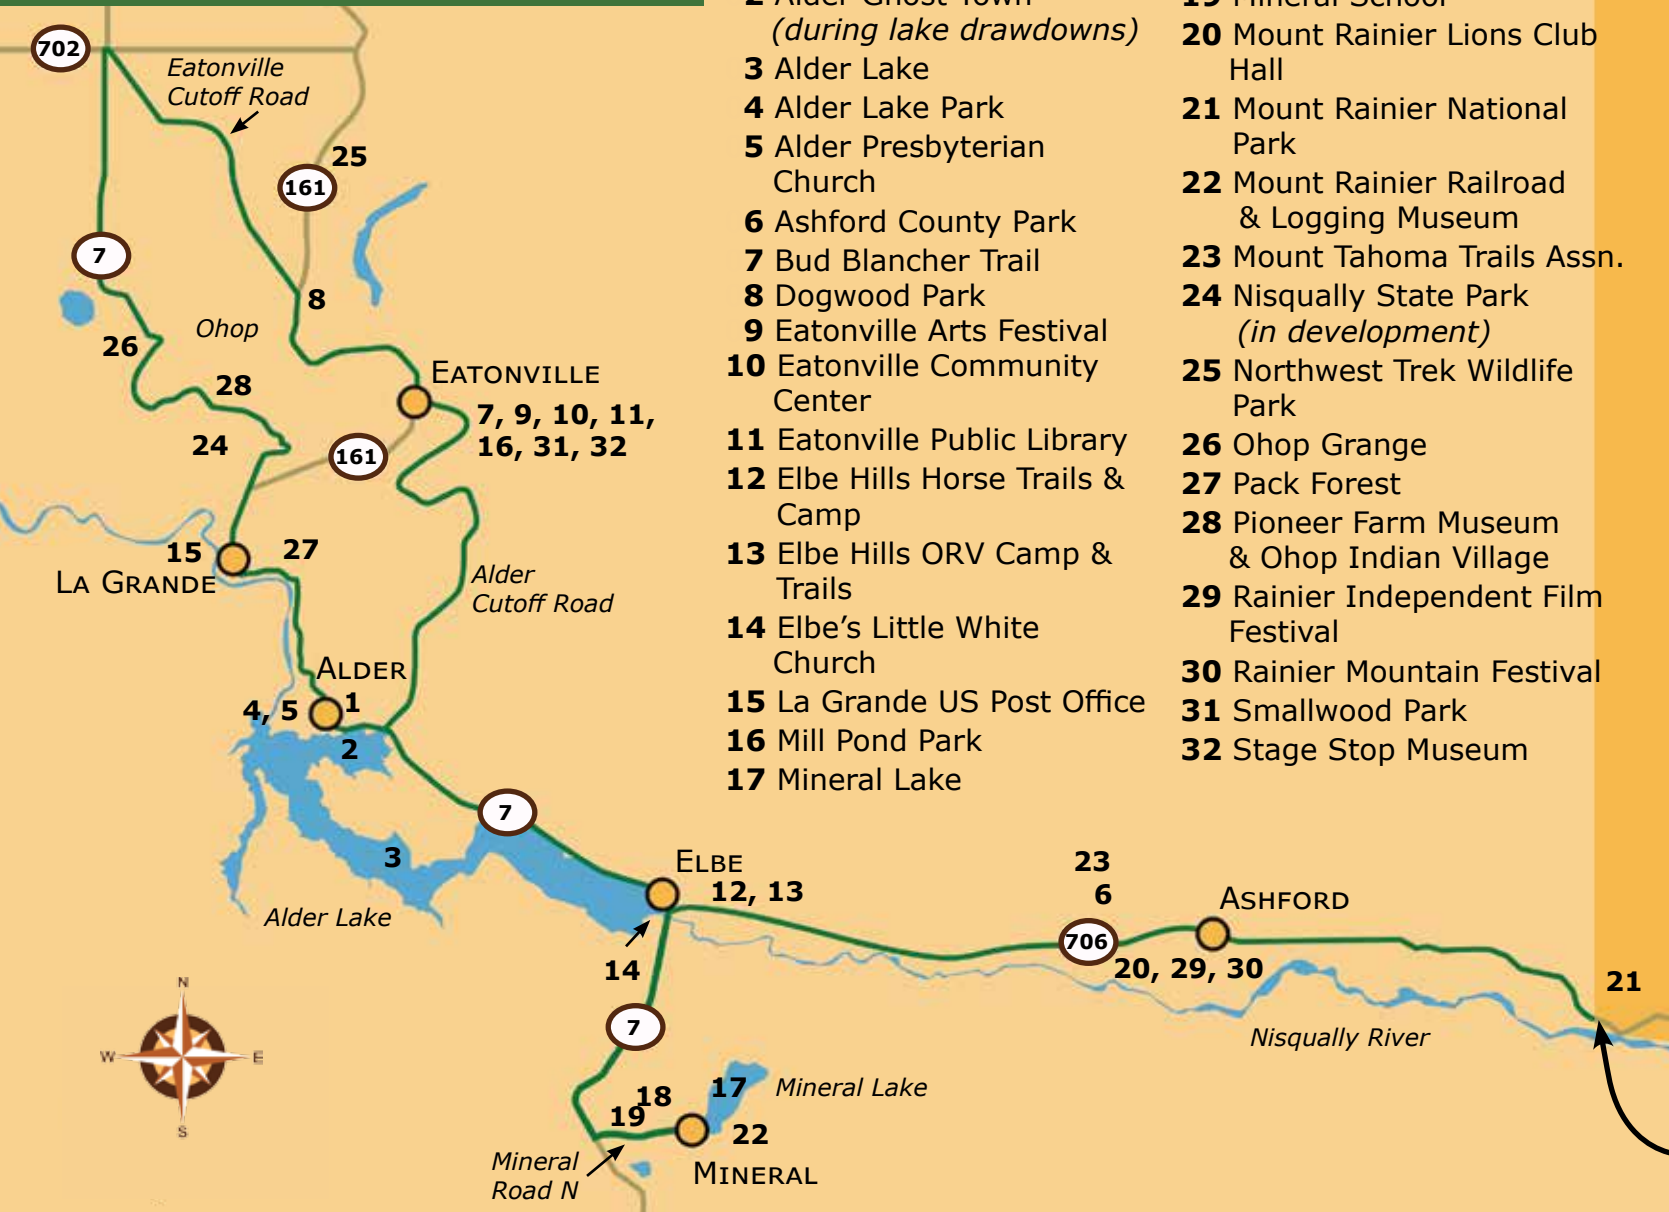 2 Alder Ghost Town
(during lake drawdowns)
3 Alder Lake
4 Alder Lake Park
5 Alder Presbyterian
Church
6 Ashford County Park
7 Bud Blancher Trail
8 Dogwood Park
9 Eatonville Arts Festival
10 Eatonville Community
Center
11 Eatonville Public Library
12 Elbe Hills Horse Trails &
Camp
13 Elbe Hills ORV Camp &
Trails
14 Elbe’s Little White
Church
15 La Grande US Post Office
16 Mill Pond Park
17 Mineral Lake
19 Mineral School
20 Mount Rainier Lions Club
Hall
21 Mount Rainier National
Park
22 Mount Rainier Railroad
& Logging Museum
23 Mount Tahoma Trails Assn.
24 Nisqually State Park
(in development)
25 Northwest Trek Wildlife
Park
26 Ohop Grange
27 Pack Forest
28 Pioneer Farm Museum
& Ohop Indian Village
29 Rainier Independent Film
Festival
30 Rainier Mountain Festival
31 Smallwood Park
32 Stage Stop Museum
702
Eatonville
Cutoff Road
25
161
7
8
Ohop
26
28
EATONVILLE
7, 9, 10, 11,
16, 31, 32
24
161
15
27
LA GRANDE
Alder
Cutoff Road
ALDER
4, 5
1
2
7
3
Alder Lake
ELBE
12, 13
14
23
6
ASHFORD
706
20, 29, 30
21
Nisqually River
7
N
W
E
S
17
Mineral Lake
18
19
22
MINERAL
Mineral
Road N